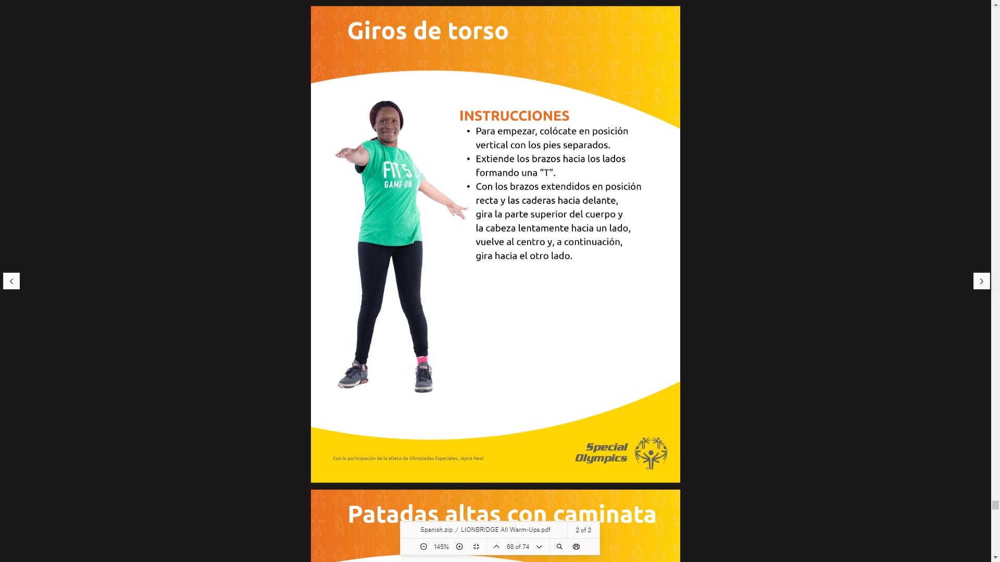 Giros de torso
INSTRUCCIONES
• Para empezar, colócate en posición
vertical con los pies separados.
• Extiende los brazos hacia los lados
formando una “T”.
• Con los brazos extendidos en posición
recta y las caderas hacia delante,
gira la parte superior del cuerpo y
la cabeza lentamente hacia un lado,
vuelve al centro y, a continuación,
gira hacia el otro lado.
FIT 5
GAME ON
Con la participación de la atleta de Olimpiadas Especiales, Jayna Neal
Special
Olympics
Patadas altas con caminata
Spanish.zip / LIONBRIDGE All Warm-Ups.pdf 2 of 2
145% 68 of 74